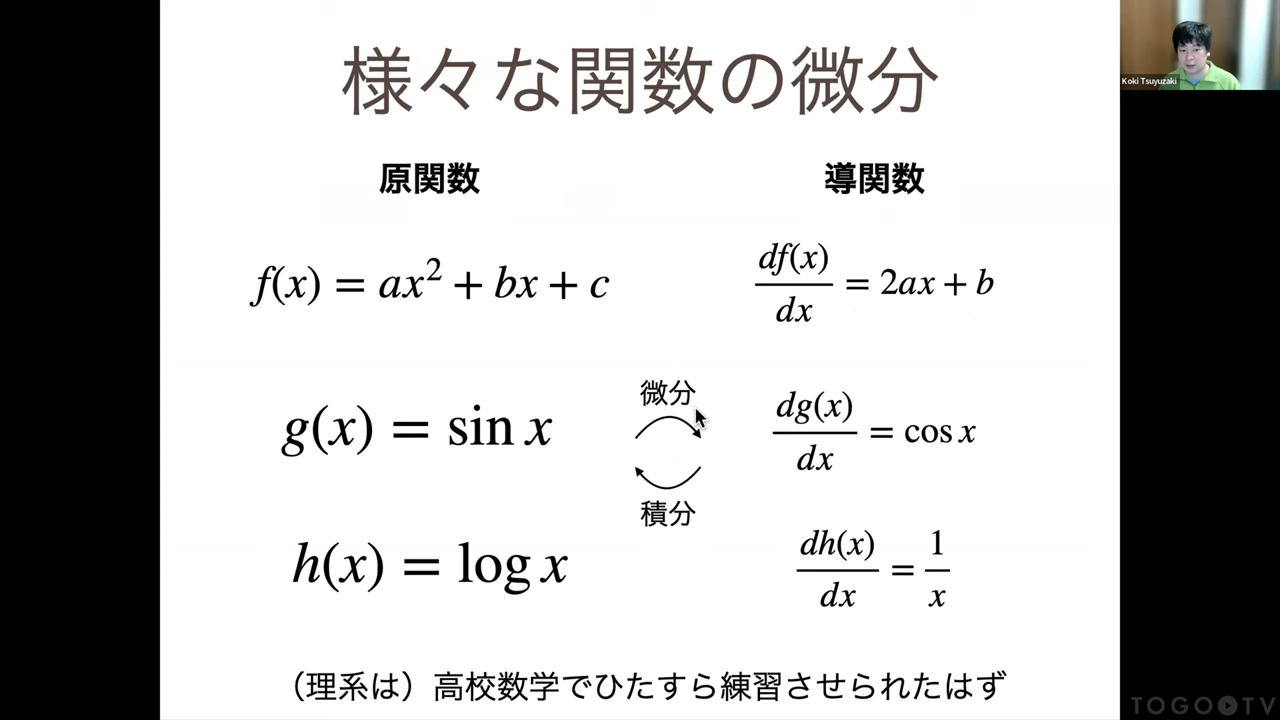 様々な関数の微分
Koki Tsuyuzaki
原関数
導関数
f(x) = ax² + bx + c
df(x)/dx = 2ax + b
微分
g(x) = sin x
dg(x)/dx = cos x
積分
h(x) = log x
dh(x)/dx = 1/x
（理系は）高校数学でひたすら練習させられたはず
TOGO TV